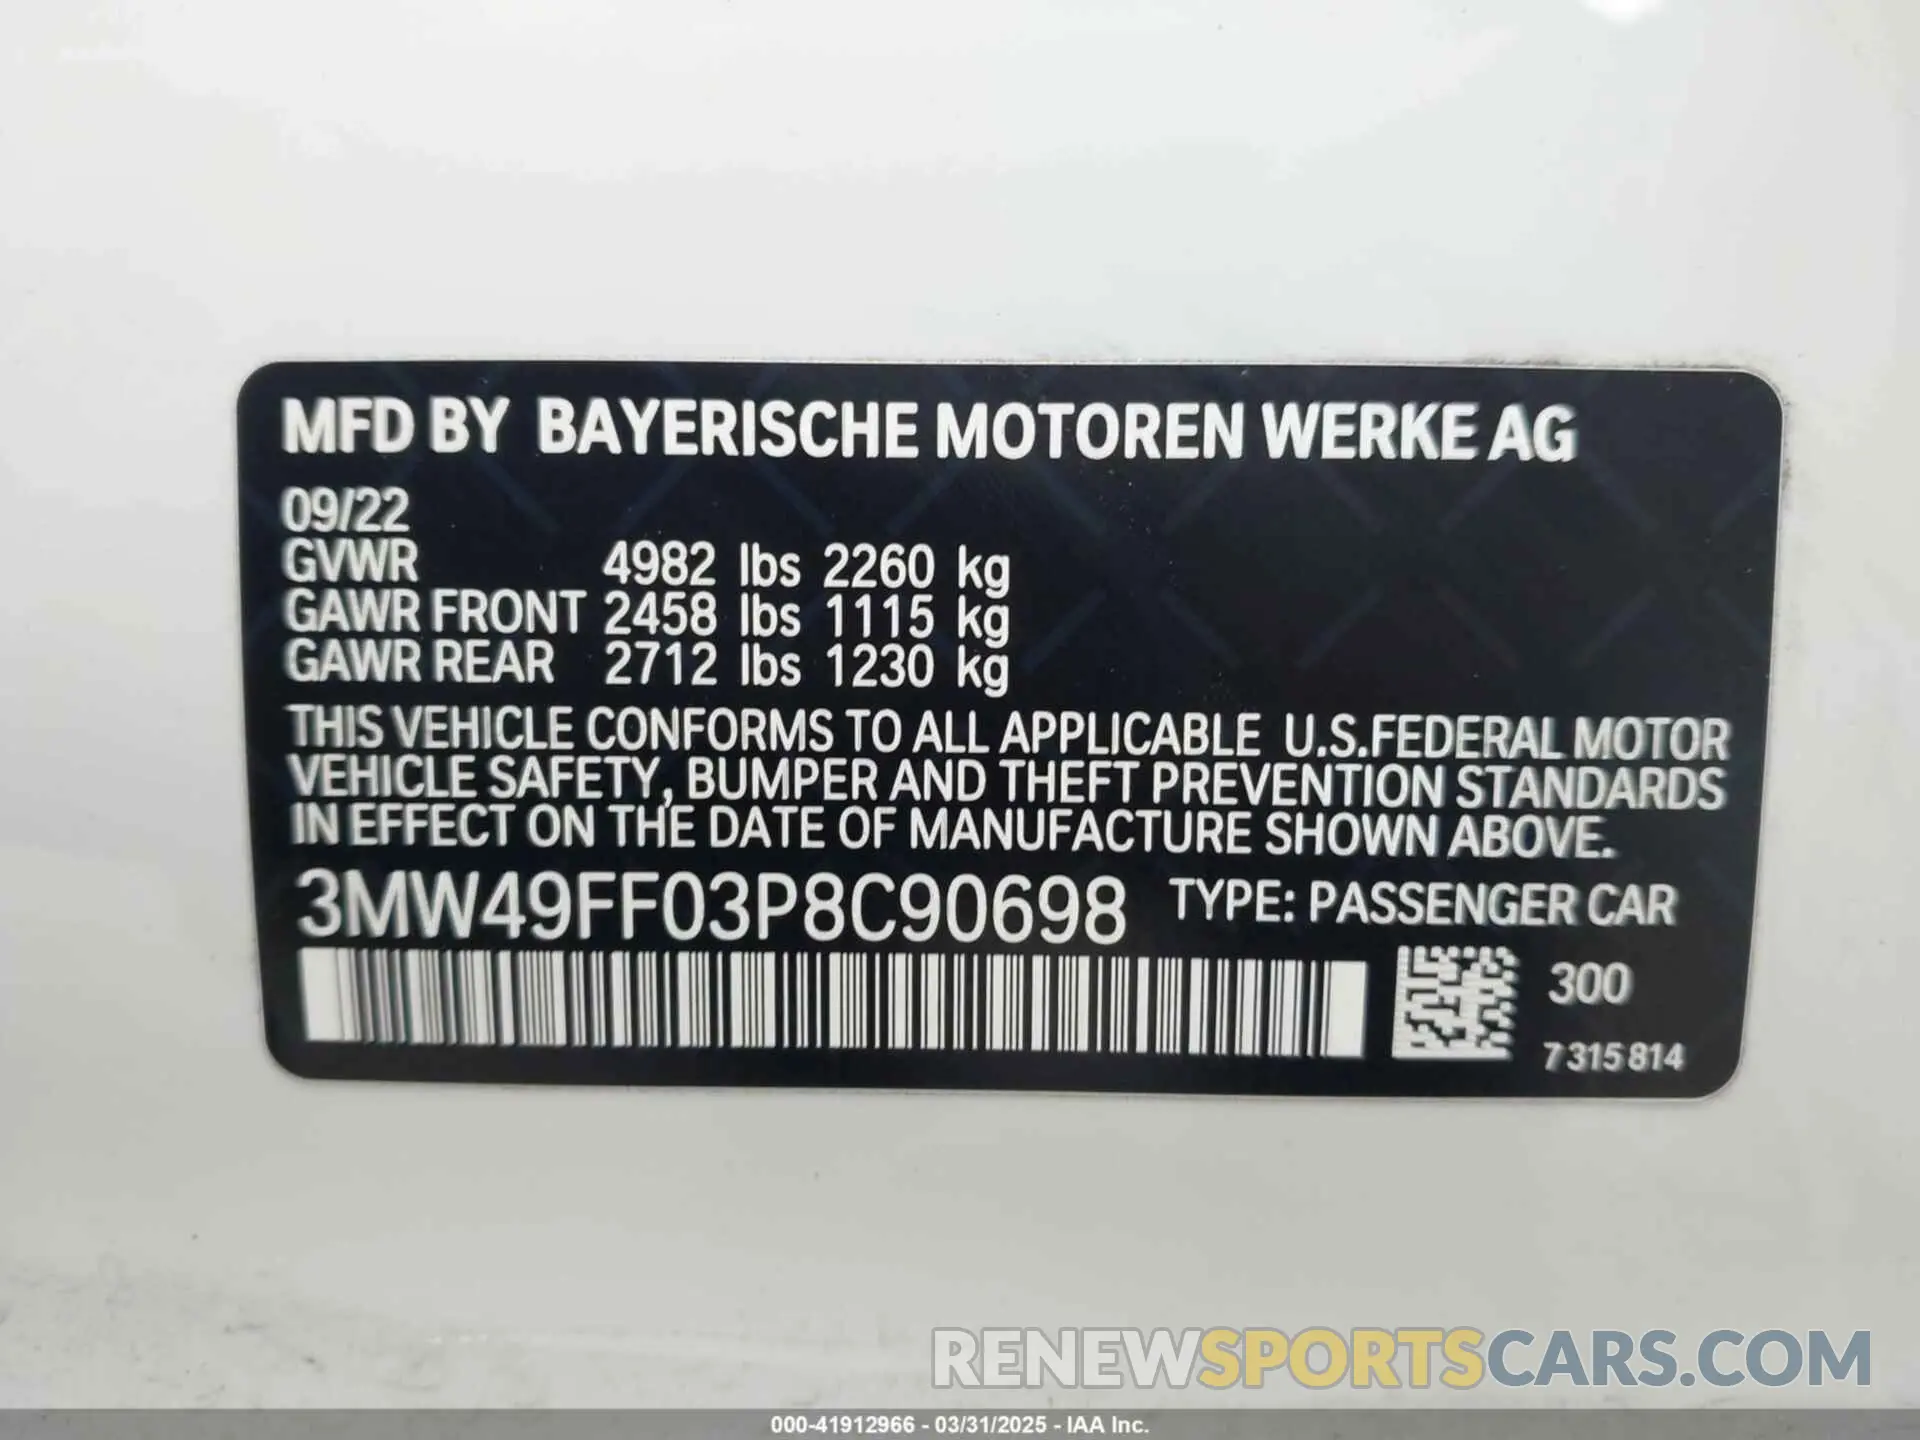 MFD BY BAYERISCHE MOTOREN WERKE AG
09/22
GVWR 4982 lbs 2260 kg
GAWR FRONT 2458 lbs 1115 kg
GAWR REAR 2712 lbs 1230 kg
THIS VEHICLE CONFORMS TO ALL APPLICABLE U.S.FEDERAL MOTOR
VEHICLE SAFETY, BUMPER AND THEFT PREVENTION STANDARDS
IN EFFECT ON THE DATE OF MANUFACTURE SHOWN ABOVE.
3MW49FF03P8C90698 TYPE: PASSENGER CAR
300
7 315 814
RENEWSPORTSCARS.COM
000-41912966 - 03/31/2025 - IAA Inc.